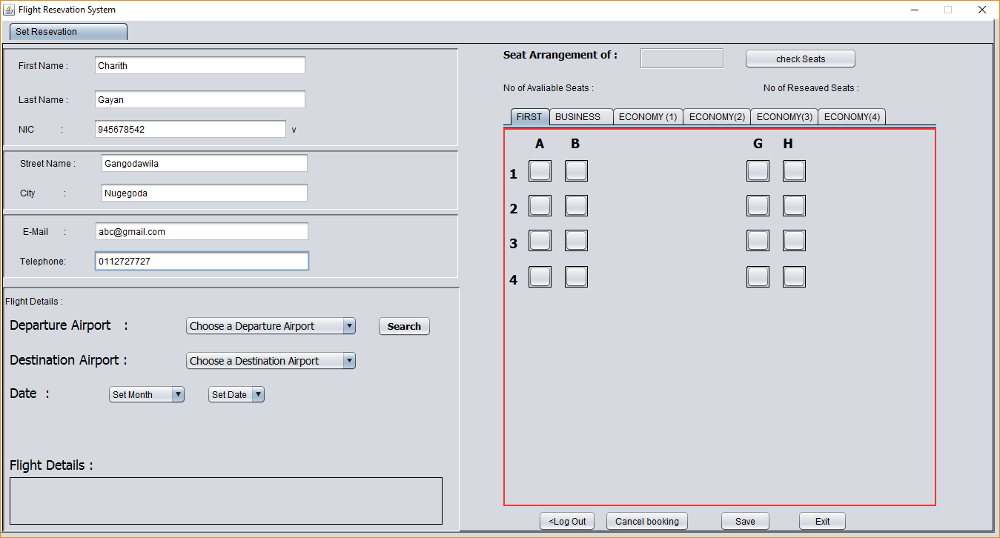 Flight Resevation System
Set Resevation
First Name : Charith
Last Name : Gayan
NIC : 945678542 v
Street Name : Gangodawila
City : Nugegoda
E-Mail : abc@gmail.com
Telephone: 0112727727
Flight Details :
Departure Airport : Choose a Departure Airport Search
Destination Airport : Choose a Destination Airport
Date : Set Month Set Date
Flight Details :
Seat Arrangement of : check Seats
No of Avaliable Seats : No of Reseaved Seats :
FIRST BUSINESS ECONOMY (1) ECONOMY(2) ECONOMY(3) ECONOMY(4)
A B G H
1
2
3
4
<Log Out Cancel booking Save Exit